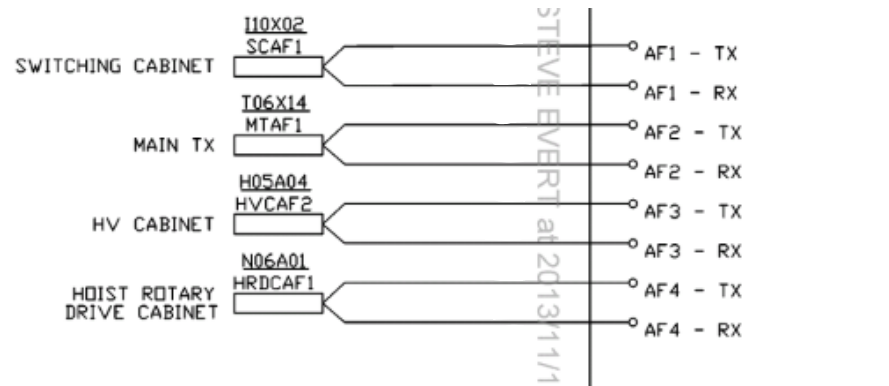 I10X02
SCAF1
SWITCHING CABINET
AF1 - TX
AF1 - RX
T06X14
MTAF1
MAIN TX
AF2 - TX
AF2 - RX
H05A04
HVCAF2
HV CABINET
AF3 - TX
AF3 - RX
N06A01
HRDCAF1
HOIST ROTARY
DRIVE CABINET
AF4 - TX
AF4 - RX
STEVE EVERT at 2013/11/1